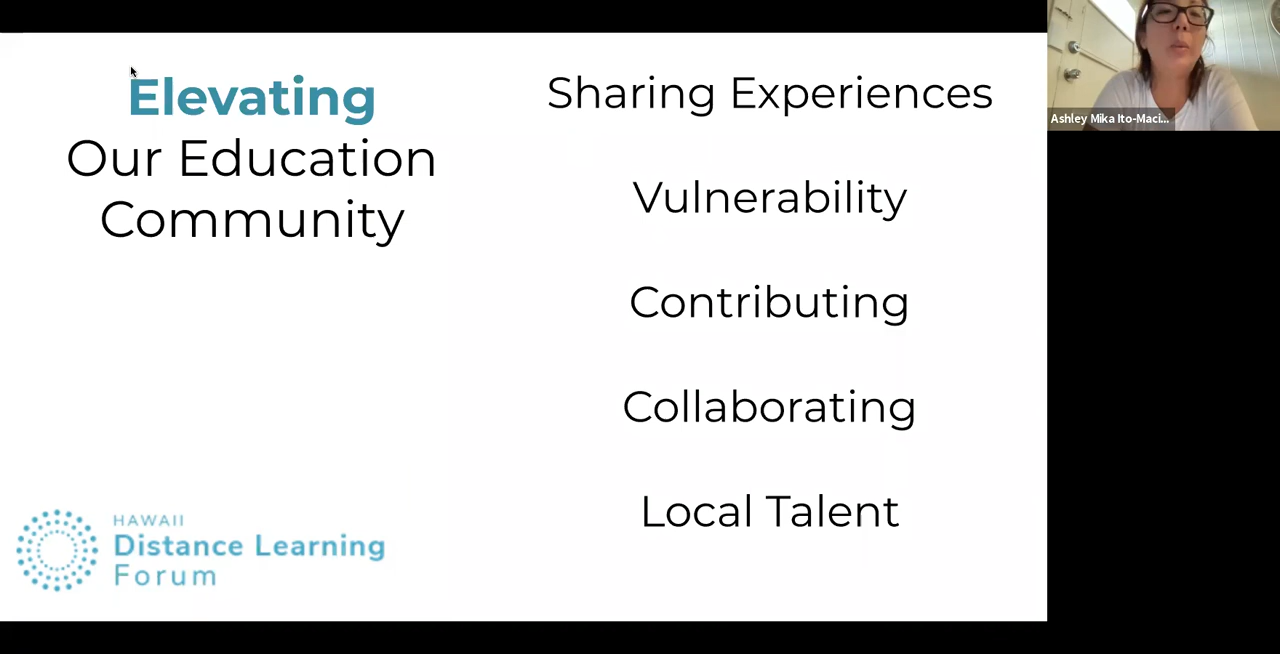 Elevating
Our Education
Community
Sharing Experiences
Vulnerability
Contributing
Collaborating
Local Talent
HAWAII
Distance Learning
Forum
Ashley Mika Ito-Maci...